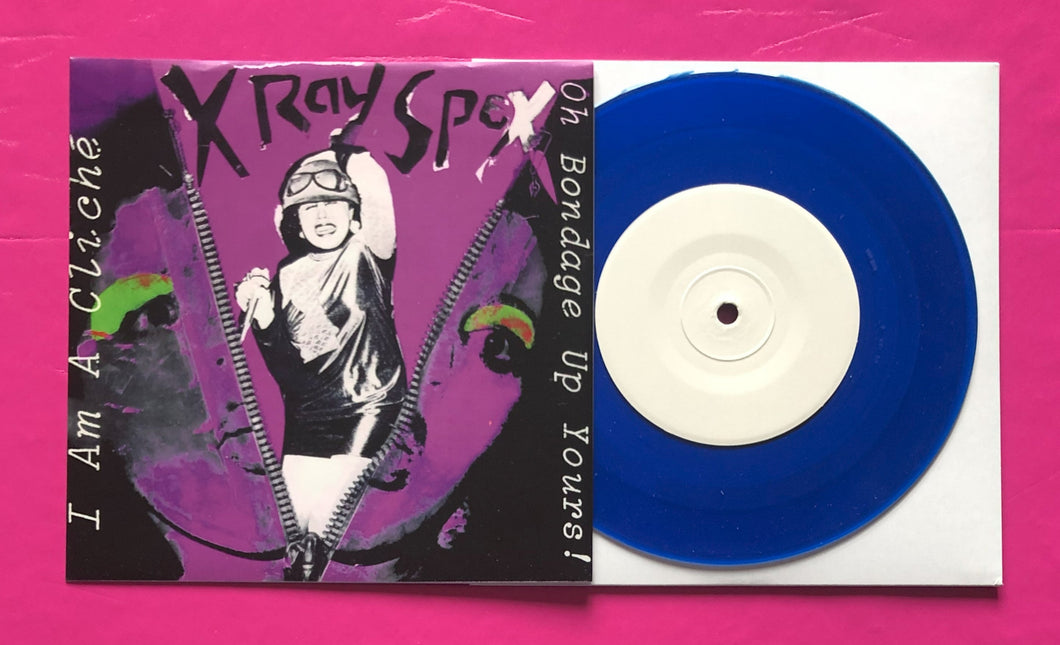 X Ray Spex
I Am A Cliché
Oh Bondage Up Yours!